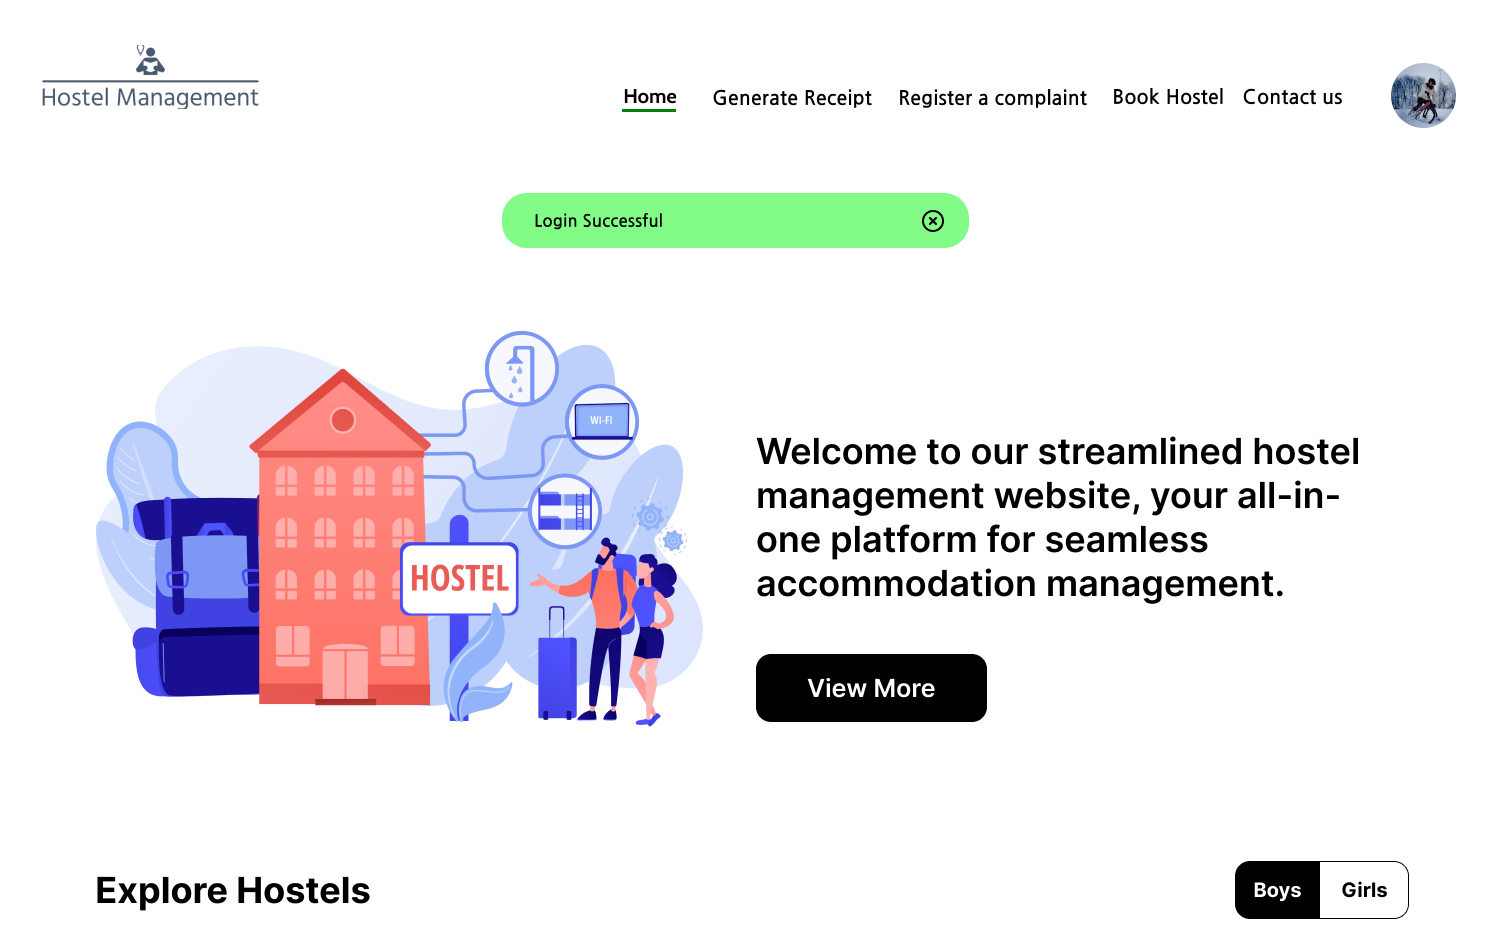 Hostel Management
Home Generate Receipt Register a complaint Book Hostel Contact us
Login Successful
WI-FI
HOSTEL
Welcome to our streamlined hostel
management website, your all-in-
one platform for seamless
accommodation management.
View More
Explore Hostels
Boys Girls